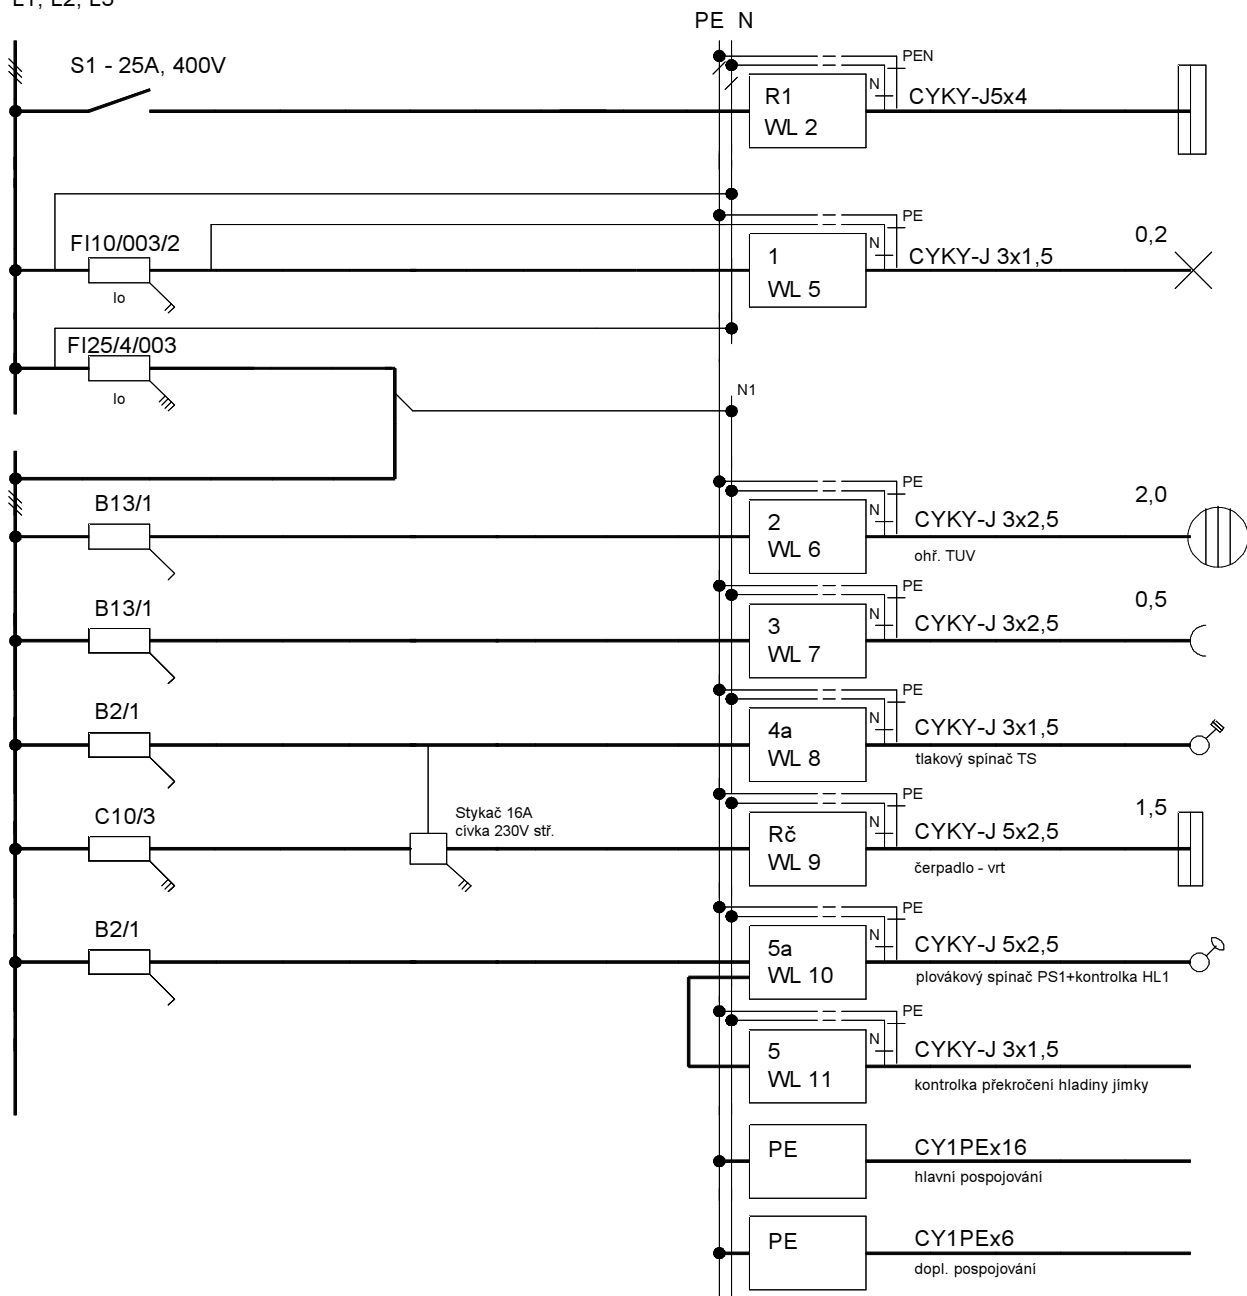 L1, L2, L3
PE N
S1 - 25A, 400V
PEN
N
R1
WL 2
CYKY-J5x4
FI10/003/2
Io
PE
N
1
WL 5
CYKY-J 3x1,5
0,2
FI25/4/003
Io
N1
B13/1
PE
N
2
WL 6
CYKY-J 3x2,5
ohř. TUV
2,0
B13/1
PE
N
3
WL 7
CYKY-J 3x2,5
0,5
B2/1
PE
N
4a
WL 8
CYKY-J 3x1,5
tlakový spínač TS
C10/3
Stykač 16A
cívka 230V stř.
PE
N
Rč
WL 9
CYKY-J 5x2,5
čerpadlo - vrt
1,5
B2/1
PE
N
5a
WL 10
CYKY-J 5x2,5
plovákový spínač PS1+kontrolka HL1
PE
N
5
WL 11
CYKY-J 3x1,5
kontrolka překročení hladiny jímky
PE
CY1PEx16
hlavní pospojování
PE
CY1PEx6
dopl. pospojování